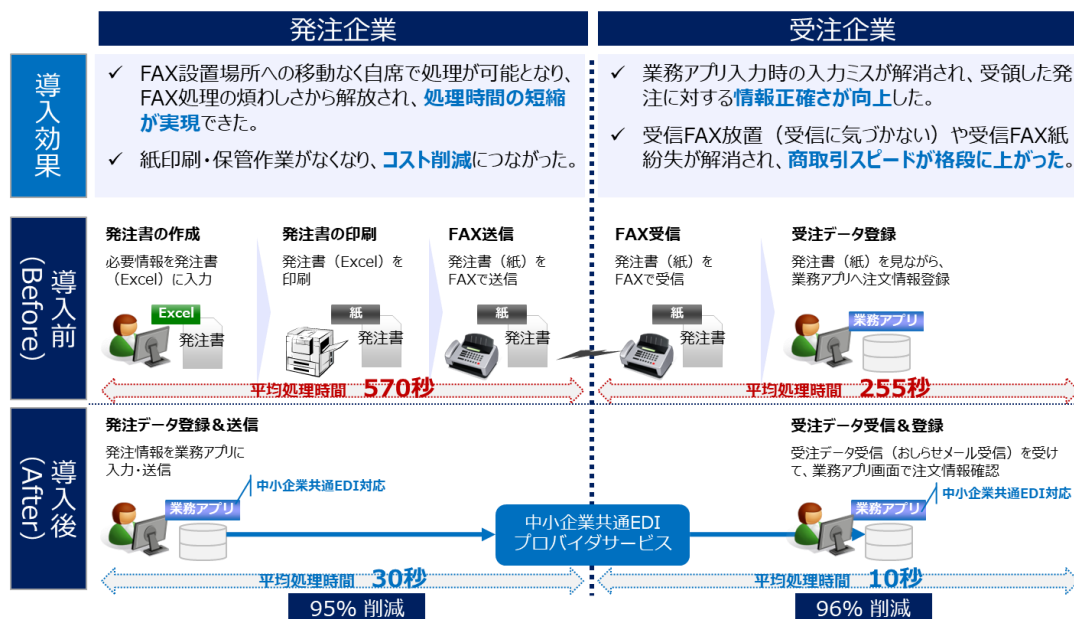 発注企業
受注企業
導入効果
✓ FAX設置場所への移動なく自席で処理が可能となり、
FAX処理の煩わしさから解放され、処理時間の短縮
が実現できた。
✓ 紙印刷・保管作業がなくなり、コスト削減につながった。
✓ 業務アプリ入力時の入力ミスが解消され、受領した発
注に対する情報正確さが向上した。
✓ 受信FAX放置（受信に気づかない）や受信FAX紙
紛失が解消され、商取引スピードが格段に上がった。
導入前
(Before)
発注書の作成
必要情報を発注書
（Excel）に入力
Excel
発注書
発注書の印刷
発注書（Excel）を
印刷
紙
発注書
FAX送信
発注書（紙）を
FAXで送信
紙
発注書
平均処理時間 570秒
FAX受信
発注書（紙）を
FAXで受信
紙
発注書
受注データ登録
発注書（紙）を見ながら、
業務アプリへ注文情報登録
業務アプリ
平均処理時間 255秒
導入後
(After)
発注データ登録＆送信
発注情報を業務アプリに
入力・送信
中小企業共通EDI対応
業務アプリ
中小企業共通EDI
プロバイダサービス
受注データ受信＆登録
受注データ受信（おしらせメール受信）を受け
て、業務アプリ画面で注文情報確認
中小企業共通EDI対応
業務アプリ
平均処理時間 30秒
平均処理時間 10秒
95% 削減
96% 削減